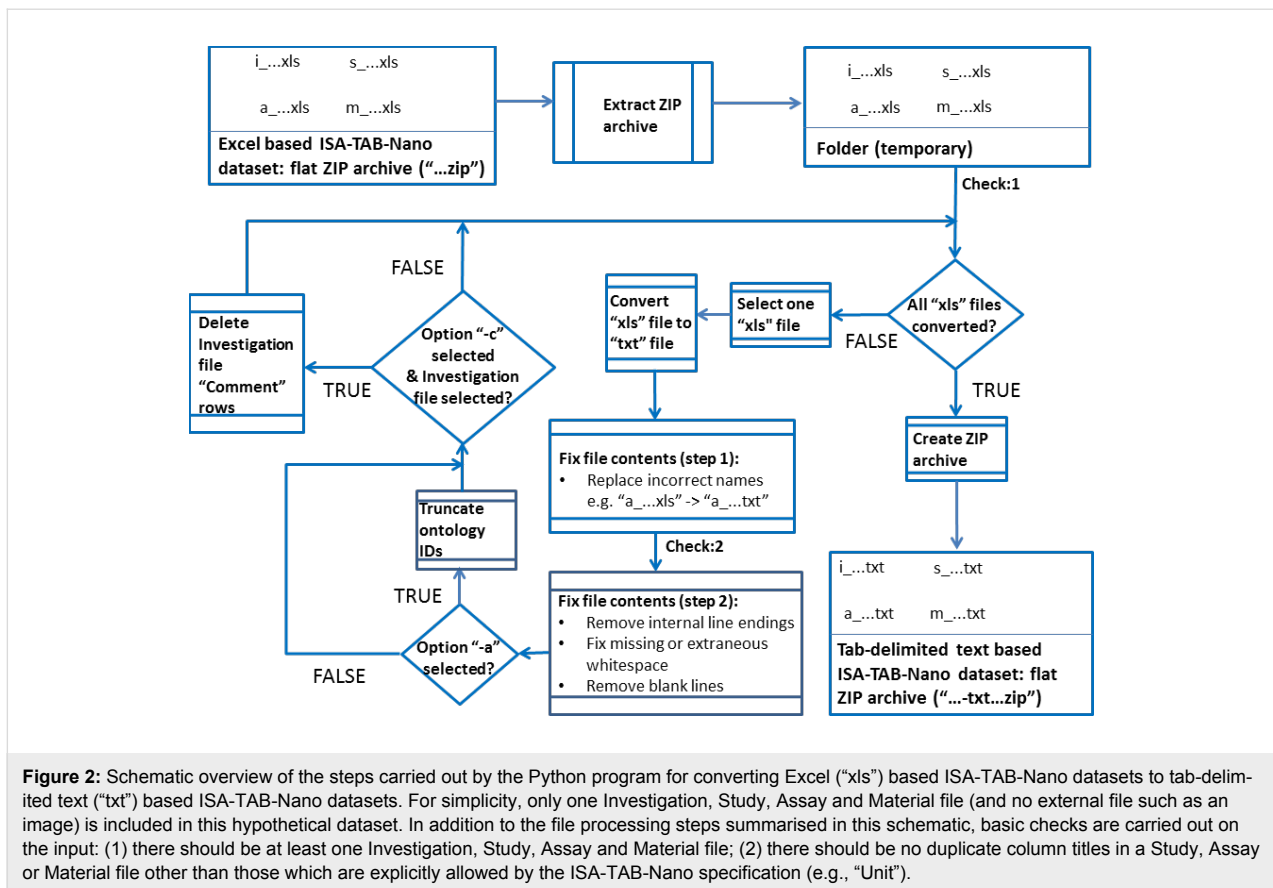 i_...xls s_...xls
a_...xls m_...xls
Excel based ISA-TAB-Nano
dataset: flat ZIP archive (“...zip”)
Extract ZIP
archive
i_...xls s_...xls
a_...xls m_...xls
Folder (temporary)
Check:1
All “xls” files
converted?
FALSE
TRUE
Select one
“xls" file
Convert
“xls” file to
“txt” file
Fix file contents (step 1):
• Replace incorrect names
e.g. “a_...xls” -> “a_...txt”
Check:2
Fix file contents (step 2):
• Remove internal line endings
• Fix missing or extraneous
whitespace
• Remove blank lines
Option “-a”
selected?
TRUE
FALSE
Truncate
ontology
IDs
Option “-c”
selected
& Investigation
file selected?
FALSE
TRUE
Delete
Investigation
file
“Comment”
rows
Create ZIP
archive
i_...txt s_...txt
a_...txt m_...txt
Tab-delimited text based
ISA-TAB-Nano dataset: flat
ZIP archive (“...-txt...zip”)
Figure 2: Schematic overview of the steps carried out by the Python program for converting Excel (“xls”) based ISA-TAB-Nano datasets to tab-delim-
ited text (“txt”) based ISA-TAB-Nano datasets. For simplicity, only one Investigation, Study, Assay and Material file (and no external file such as an
image) is included in this hypothetical dataset. In addition to the file processing steps summarised in this schematic, basic checks are carried out on
the input: (1) there should be at least one Investigation, Study, Assay and Material file; (2) there should be no duplicate column titles in a Study, Assay
or Material file other than those which are explicitly allowed by the ISA-TAB-Nano specification (e.g., “Unit”).